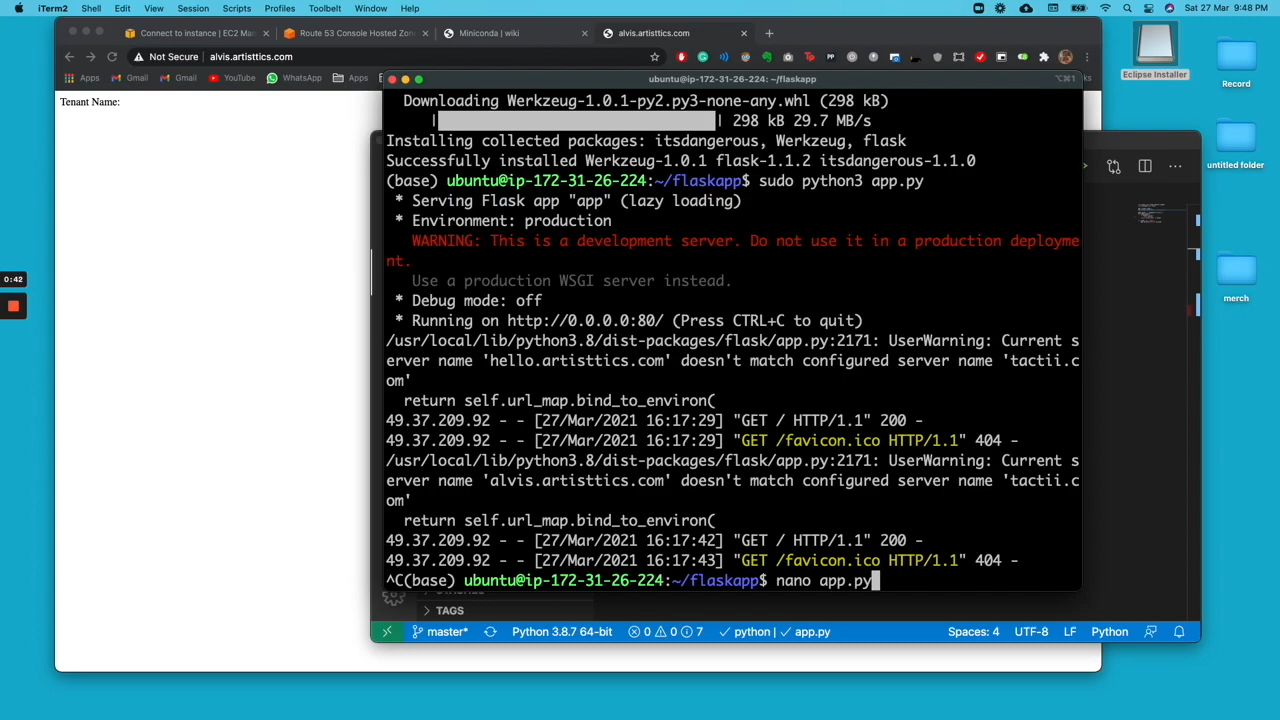 iTerm2 Shell Edit View Session Scripts Profiles Toolbelt Window Help Sat 27 Mar 9:48 PM
Connect to instance | EC2 Man Route 53 Console Hosted Zon Miniconda | wiki alvis.artisttics.com
Not Secure alvis.artisttics.com
Apps Gmail Gmail YouTube WhatsApp Apps
Tenant Name:
ubuntu@ip-172-31-26-224: ~/flaskapp
⌥⌘1
Downloading Werkzeug-1.0.1-py2.py3-none-any.whl (298 kB)
| | 298 kB 29.7 MB/s
Installing collected packages: itsdangerous, Werkzeug, flask
Successfully installed Werkzeug-1.0.1 flask-1.1.2 itsdangerous-1.1.0
(base) ubuntu@ip-172-31-26-224:~/flaskapp$ sudo python3 app.py
* Serving Flask app "app" (lazy loading)
* Environment: production
WARNING: This is a development server. Do not use it in a production deployme
nt.
Use a production WSGI server instead.
* Debug mode: off
* Running on http://0.0.0.0:80/ (Press CTRL+C to quit)
/usr/local/lib/python3.8/dist-packages/flask/app.py:2171: UserWarning: Current s
erver name 'hello.artisttics.com' doesn't match configured server name 'tactii.c
om'
return self.url_map.bind_to_environ(
49.37.209.92 - - [27/Mar/2021 16:17:29] "GET / HTTP/1.1" 200 -
49.37.209.92 - - [27/Mar/2021 16:17:29] "GET /favicon.ico HTTP/1.1" 404 -
/usr/local/lib/python3.8/dist-packages/flask/app.py:2171: UserWarning: Current s
erver name 'alvis.artisttics.com' doesn't match configured server name 'tactii.c
om'
return self.url_map.bind_to_environ(
49.37.209.92 - - [27/Mar/2021 16:17:42] "GET / HTTP/1.1" 200 -
49.37.209.92 - - [27/Mar/2021 16:17:43] "GET /favicon.ico HTTP/1.1" 404 -
^C(base) ubuntu@ip-172-31-26-224:~/flaskapp$ nano app.py
TAGS
master* Python 3.8.7 64-bit 0 0 7 python | app.py Spaces: 4 UTF-8 LF Python
0:42
Eclipse Installer
Record
untitled folder
merch